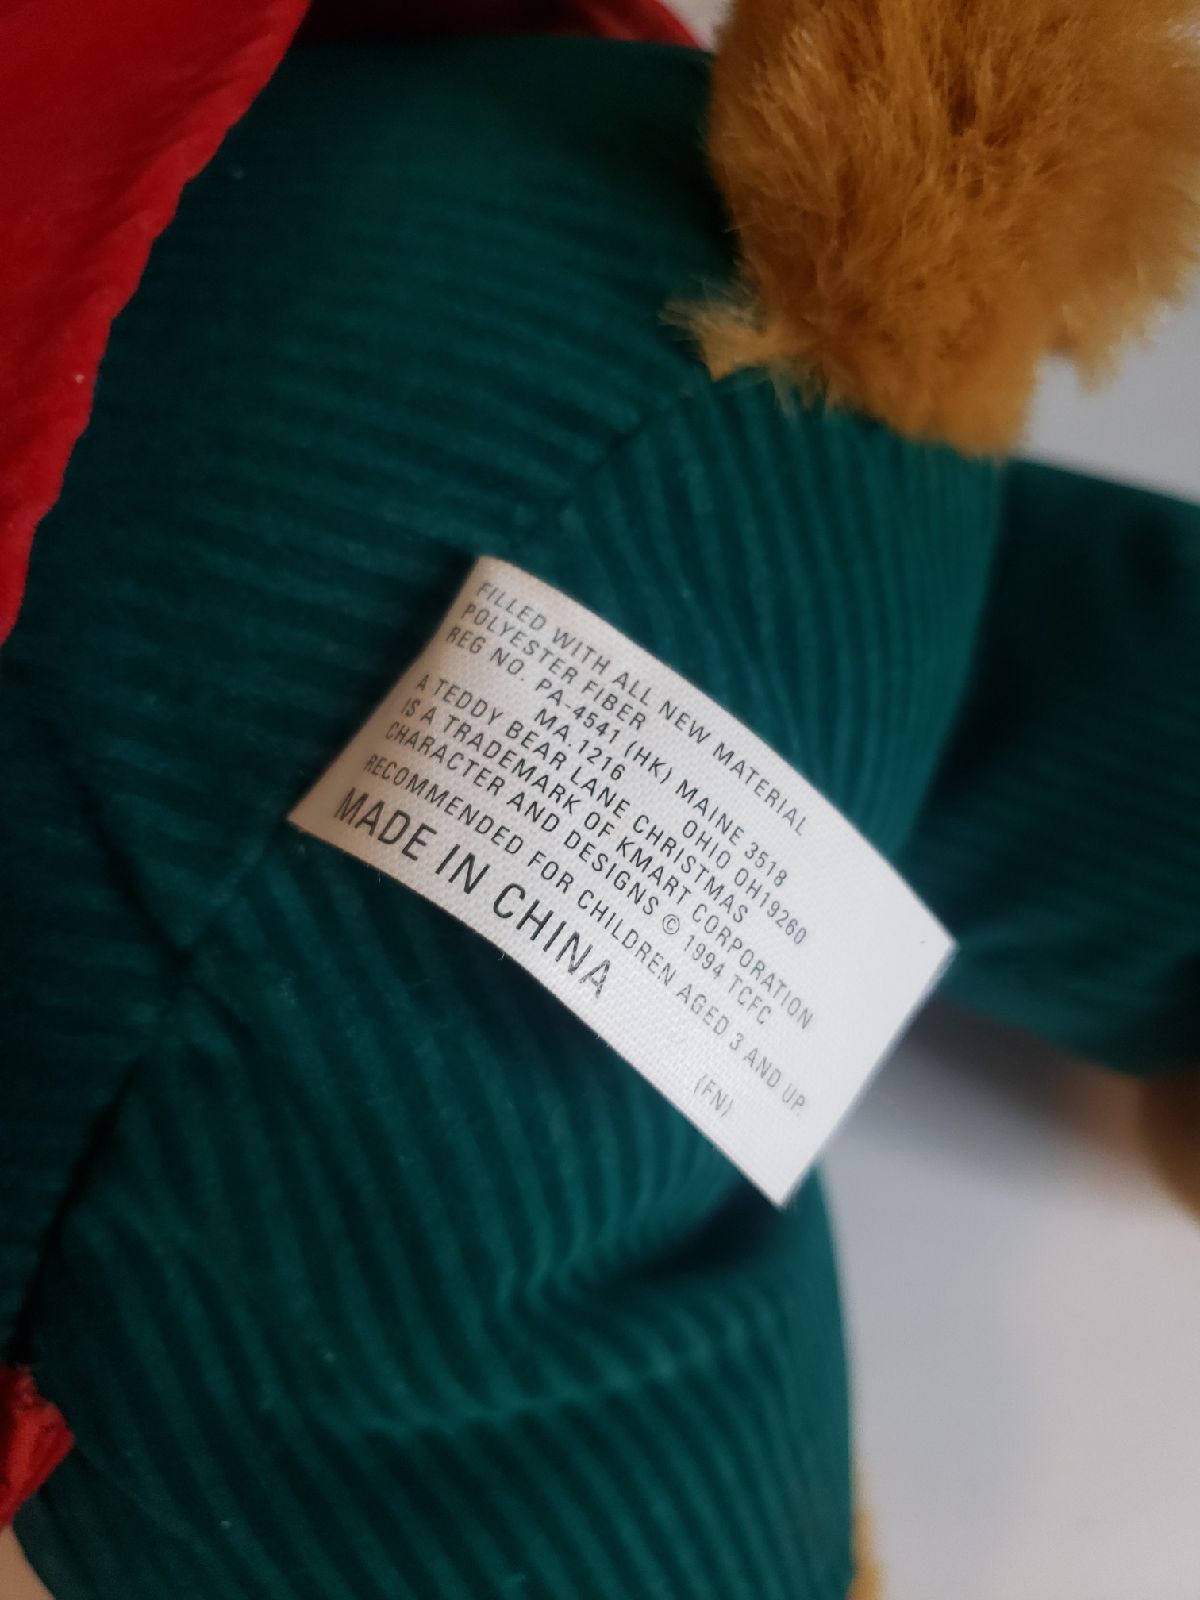 FILLED WITH ALL NEW MATERIAL
POLYESTER FIBER
REG NO. PA-4541 (HK) MAINE 3518
MA.1216 OHIO OH19260
A TEDDY BEAR LANE CHRISTMAS
IS A TRADEMARK OF KMART CORPORATION
CHARACTER AND DESIGNS © 1994 TCFC
RECOMMENDED FOR CHILDREN AGED 3 AND UP.
MADE IN CHINA (FN)